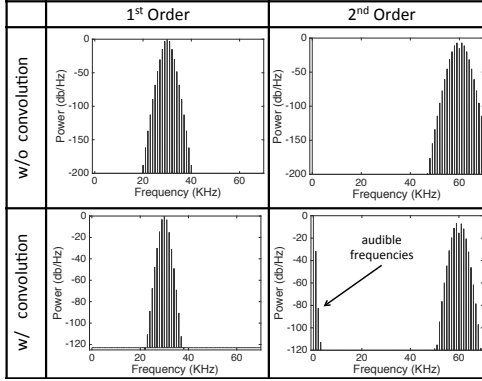 1st Order
2nd Order
w/o convolution
Power (db/Hz)
0
-50
-100
-150
-200
0 20 40 60
Frequency (KHz)
Power (db/Hz)
0
-50
-100
-150
-200
0 20 40 60
Frequency (KHz)
w/ convolution
Power (db/Hz)
0
-20
-40
-60
-80
-100
-120
0 20 40 60
Frequency (KHz)
Power (db/Hz)
0
-20
-40
-60
-80
-100
-120
0 20 40 60
Frequency (KHz)
audible
frequencies